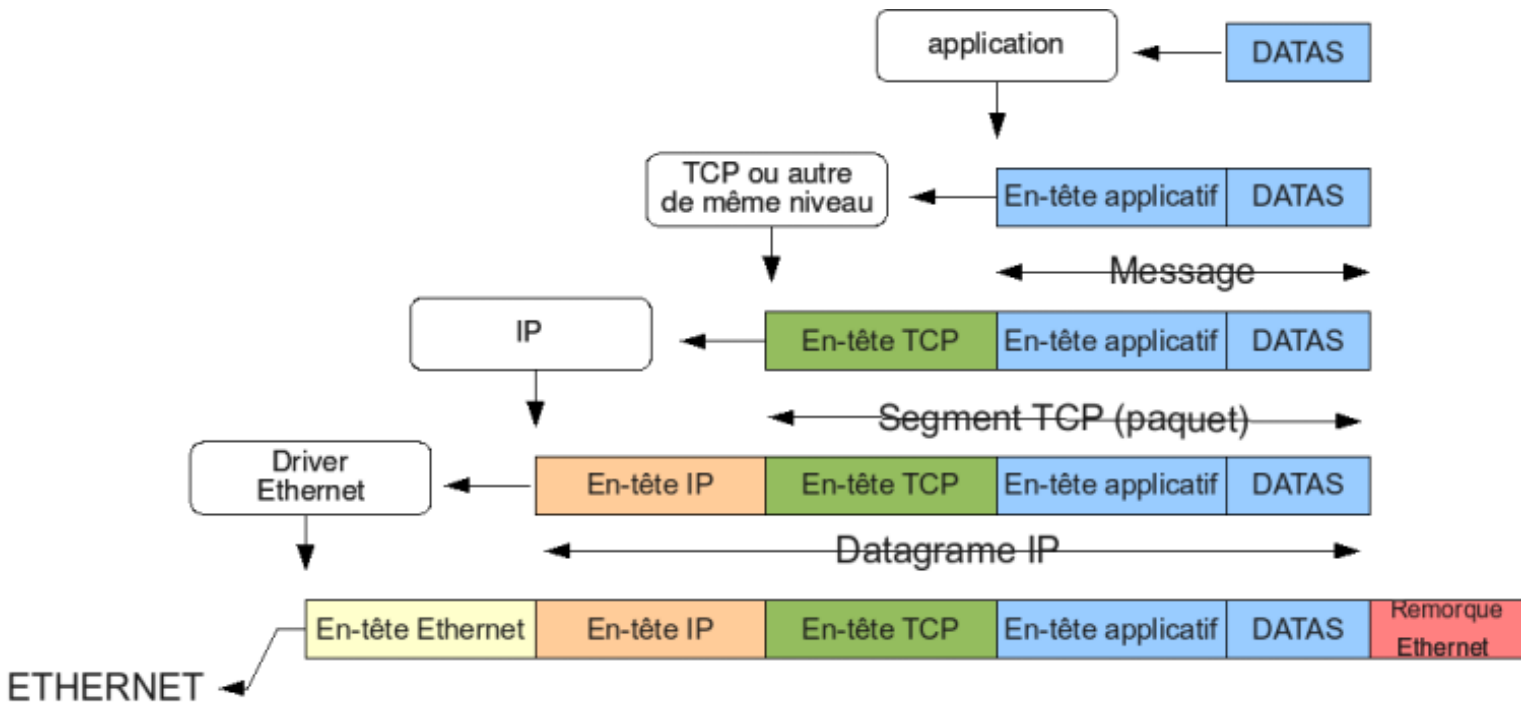 application
DATAS
TCP ou autre
de même niveau
En-tête applicatif
DATAS
Message
IP
En-tête TCP
En-tête applicatif
DATAS
Segment TCP (paquet)
Driver
Ethernet
En-tête IP
En-tête TCP
En-tête applicatif
DATAS
Datagrame IP
En-tête Ethernet
En-tête IP
En-tête TCP
En-tête applicatif
DATAS
Remorque
Ethernet
ETHERNET